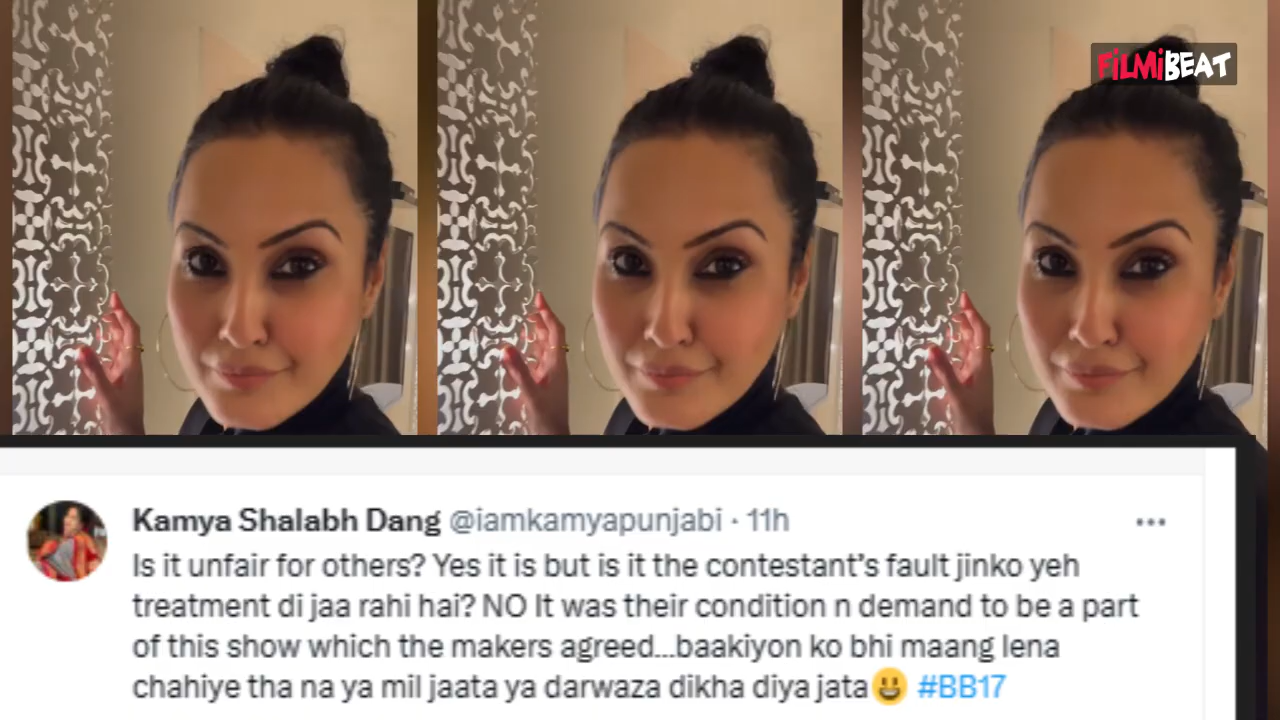 FILMIBEAT
Kamya Shalabh Dang @iamkamyapunjabi · 11h
Is it unfair for others? Yes it is but is it the contestant's fault jinko yeh
treatment di jaa rahi hai? NO It was their condition n demand to be a part
of this show which the makers agreed...baakiyon ko bhi maang lena
chahiye tha na ya mil jaata ya darwaza dikha diya jata😃 #BB17